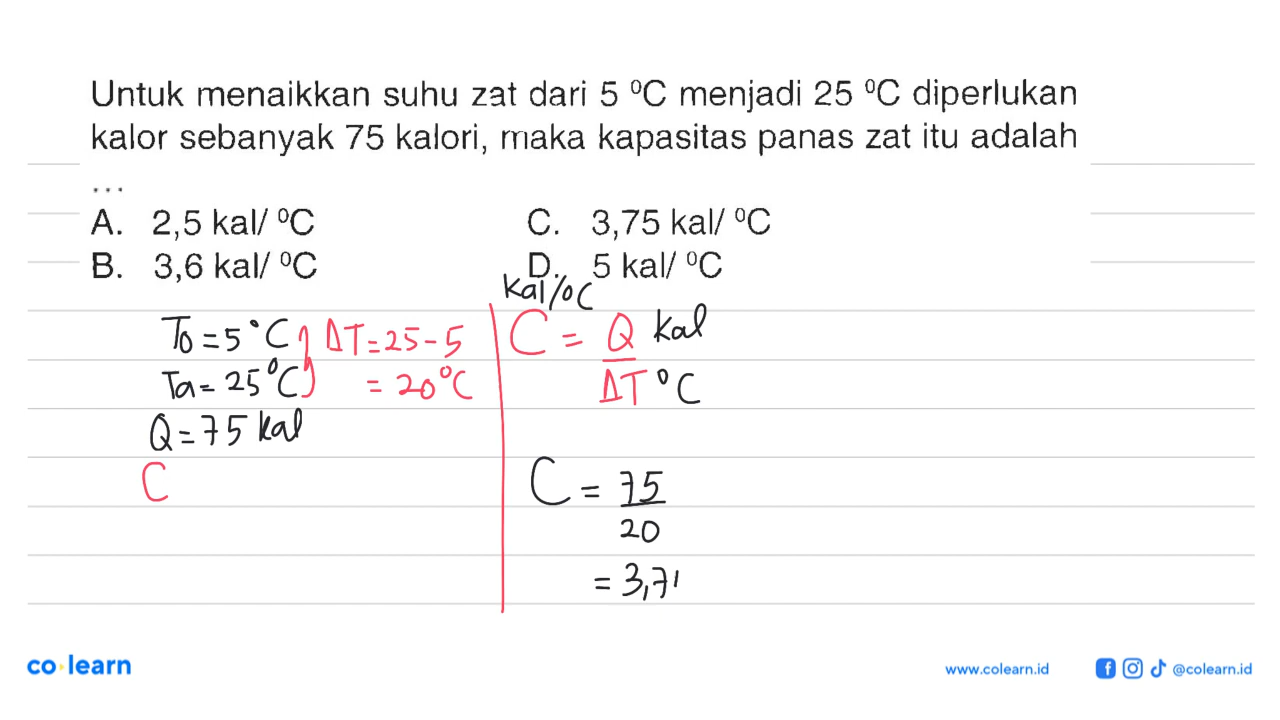 Untuk menaikkan suhu zat dari 5 ⁰C menjadi 25 ⁰C diperlukan
kalor sebanyak 75 kalori, maka kapasitas panas zat itu adalah
...
A. 2,5 kal/ ⁰C
C. 3,75 kal/ ⁰C
B. 3,6 kal/ ⁰C
D. 5 kal/ ⁰C
To = 5°C
Ta = 25°C
ΔT = 25 - 5
= 20°C
Q = 75 kal
C
kal/°C
C = Q kal
ΔT °C
C = 75
20
= 3,7
co learn
www.colearn.id
@colearn.id